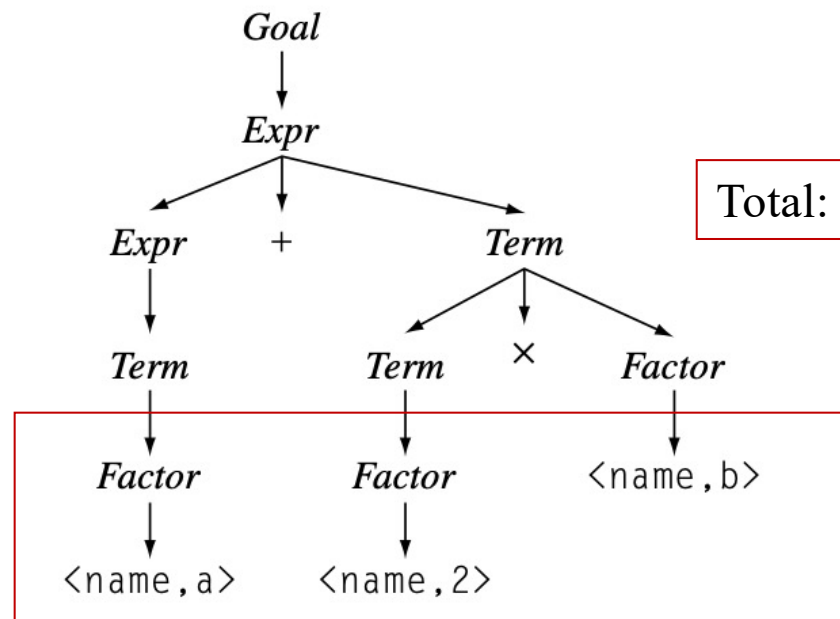 Goal
Expr
Total:
Expr + Term
Term Term × Factor
Factor Factor <name,b>
<name,a> <name,2>